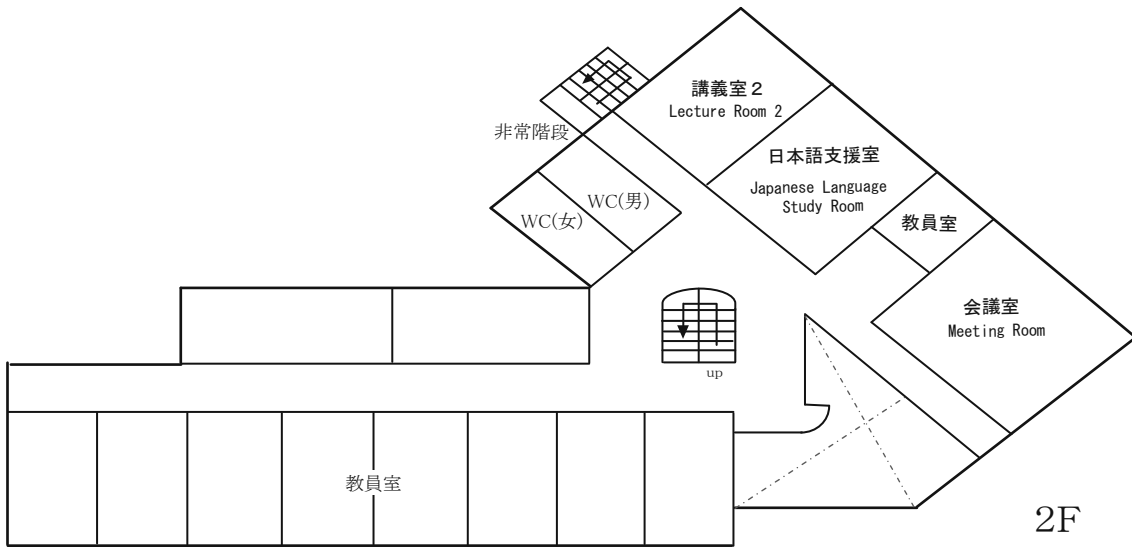 講義室２
Lecture Room 2
非常階段
日本語支援室
Japanese Language
Study Room
WC(男)
WC(女)
教員室
会議室
Meeting Room
up
教員室
2F